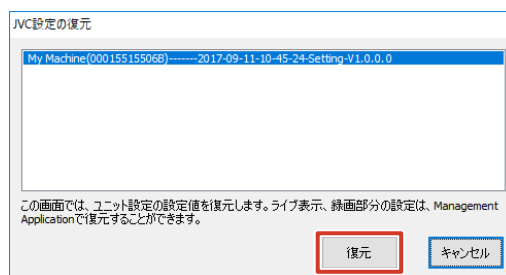 JVC設定の復元
My Machine(00015515506B)-------2017-09-11-10-45-24-Setting-V1.0.0.0
この画面では、ユニット設定の設定値を復元します。ライブ表示、録画部分の設定は、Management
Applicationで復元することができます。
復元
キャンセル